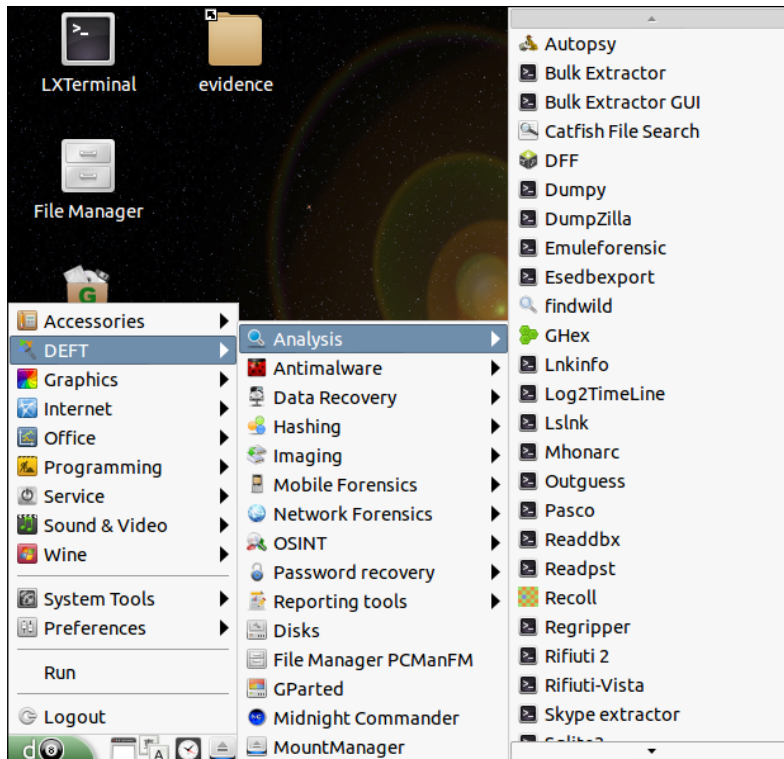 LXTerminal
evidence
File Manager
Accessories
DEFT
Graphics
Internet
Office
Programming
Service
Sound & Video
Wine
System Tools
Preferences
Run
Logout
Analysis
Antimalware
Data Recovery
Hashing
Imaging
Mobile Forensics
Network Forensics
OSINT
Password recovery
Reporting tools
Disks
File Manager PCManFM
GParted
Midnight Commander
MountManager
Autopsy
Bulk Extractor
Bulk Extractor GUI
Catfish File Search
DFF
Dumpy
DumpZilla
Emuleforensic
Esedbexport
findwild
GHex
Lnkinfo
Log2TimeLine
Lslnk
Mhonarc
Outguess
Pasco
Readdbx
Readpst
Recoll
Regripper
Rifiuti 2
Rifiuti-Vista
Skype extractor